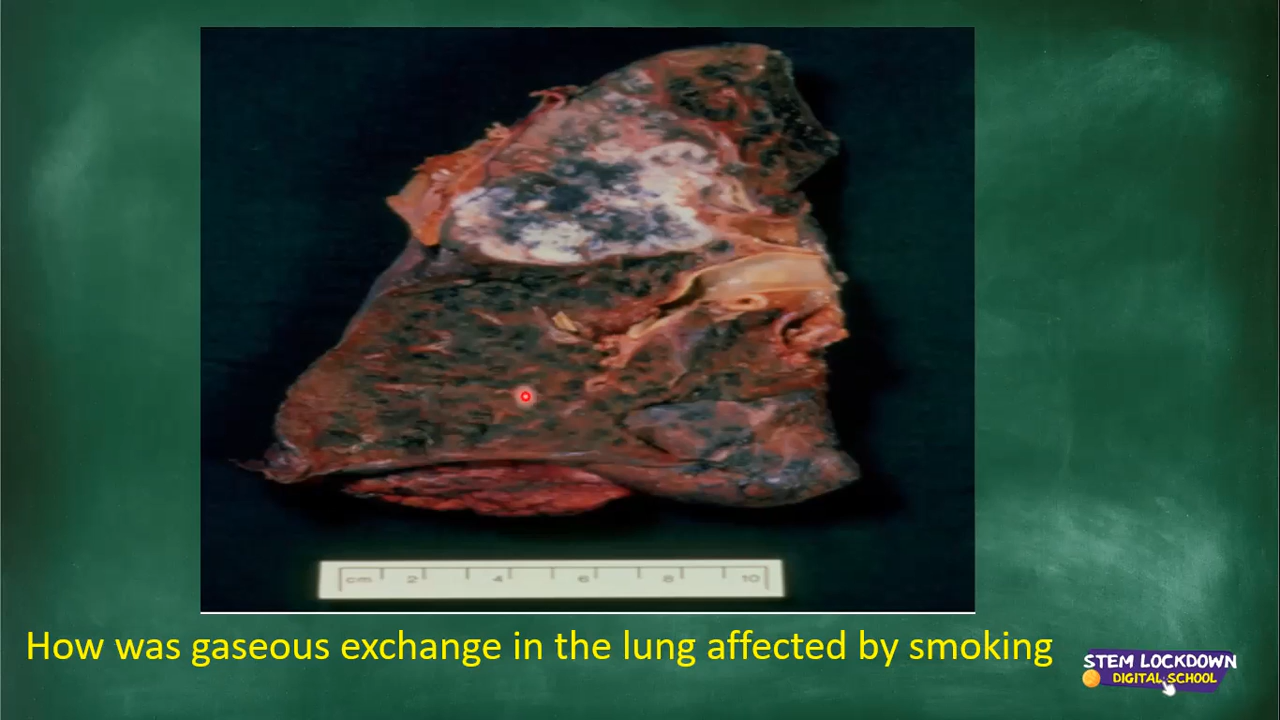 cm 2 4 6 8 10
How was gaseous exchange in the lung affected by smoking
STEM LOCKDOWN
DIGITAL SCHOOL